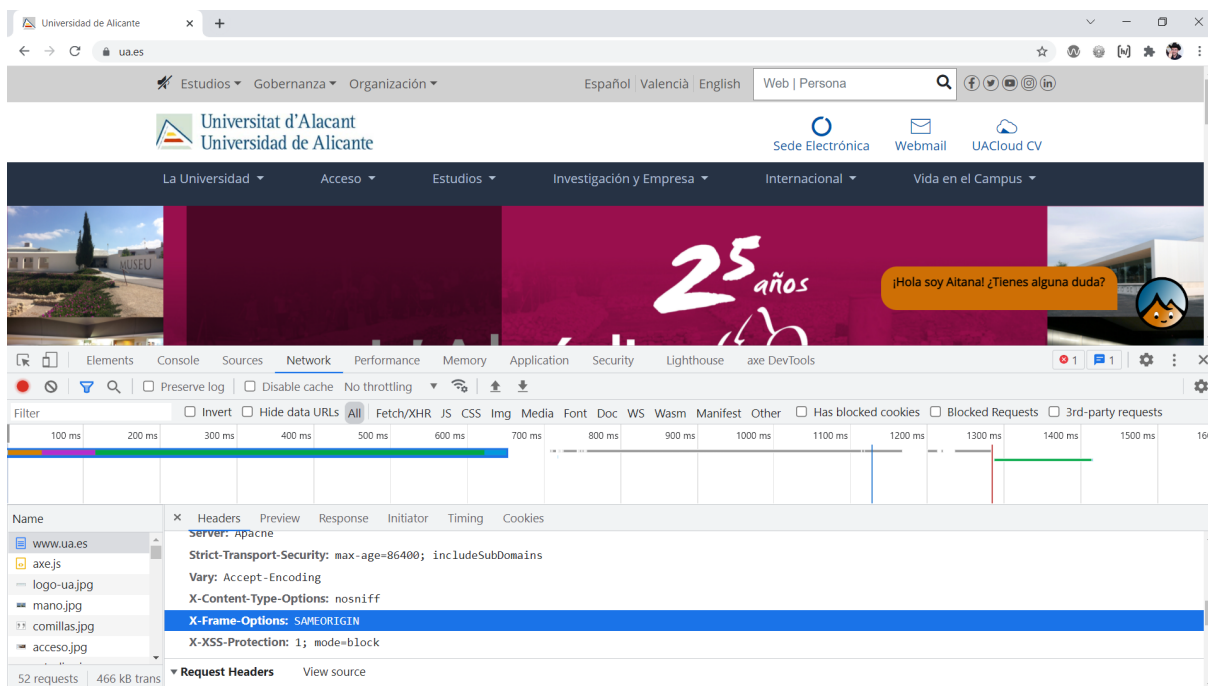 Universidad de Alicante
ua.es
Estudios Gobernanza Organización Español Valencià English Web | Persona
Universitat d'Alacant
Universidad de Alicante
Sede Electrónica Webmail UACloud CV
La Universidad Acceso Estudios Investigación y Empresa Internacional Vida en el Campus
MUSEU
25 años
¡Hola soy Aitana! ¿Tienes alguna duda?
Elements Console Sources Network Performance Memory Application Security Lighthouse axe DevTools 1 1
Preserve log Disable cache No throttling
Filter Invert Hide data URLs All Fetch/XHR JS CSS Img Media Font Doc WS Wasm Manifest Other Has blocked cookies Blocked Requests 3rd-party requests
100 ms 200 ms 300 ms 400 ms 500 ms 600 ms 700 ms 800 ms 900 ms 1000 ms 1100 ms 1200 ms 1300 ms 1400 ms 1500 ms
Name Headers Preview Response Initiator Timing Cookies
www.ua.es
axe.js
logo-ua.jpg
mano.jpg
comillas.jpg
acceso.jpg
52 requests 466 kB trans
Server: Apache
Strict-Transport-Security: max-age=86400; includeSubDomains
Vary: Accept-Encoding
X-Content-Type-Options: nosniff
X-Frame-Options: SAMEORIGIN
X-XSS-Protection: 1; mode=block
Request Headers View source